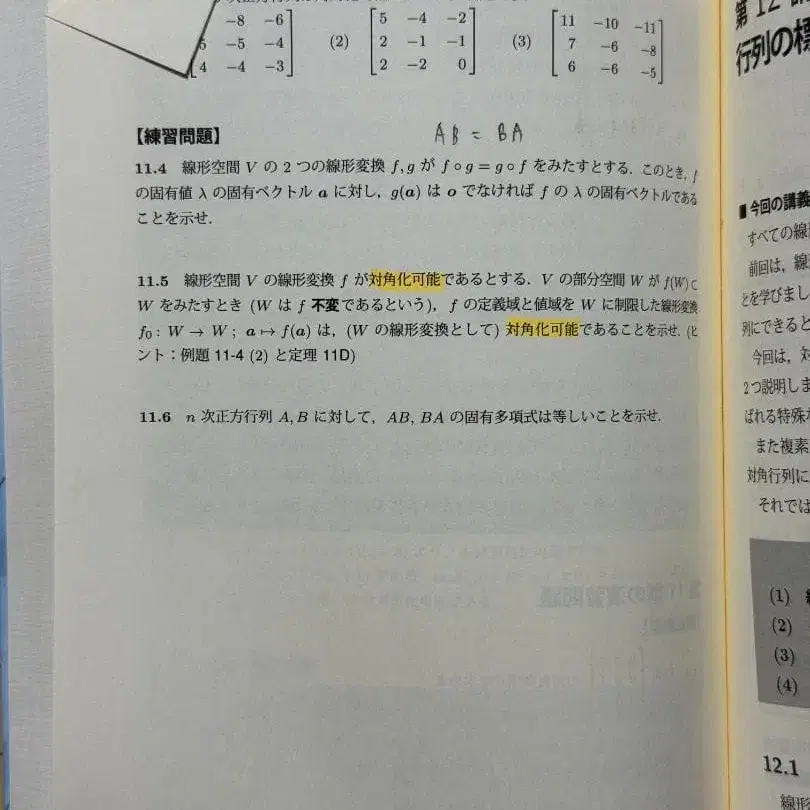 -8 -6
5 -5 -4
4 -4 -3
(2)
5 -4 -2
2 -1 -1
2 -2 0
(3)
11 -10 -11
7 -6 -8
6 -6 -5
【練習問題】
AB = BA
11.4 線形空間 V の 2 つの線形変換 f, g が f∘g = g∘f をみたすとする. このとき, f
の固有値 λ の固有ベクトル a に対し, g(a) は o でなければ f の λ の固有ベクトルである
ことを示せ.
11.5 線形空間 V の線形変換 f が対角化可能であるとする. V の部分空間 W が f(W) ⊂
W をみたすとき (W は f 不変であるという), f の定義域と値域を W に制限した線形変換
f₀ : W → W ; a ↦ f(a) は, (W の線形変換として) 対角化可能であることを示せ. (ヒ
ント：例題 11-4 (2) と定理 11D)
11.6 n 次正方行列 A, B に対して, AB, BA の固有多項式は等しいことを示せ.
第 12
行列の標
■ 今回の講義
すべての線
前回は, 線
とを学びまし
列にできると
今回は, 対
2つ説明しま
ばれる特殊
また複素
対角行列に
それでは
(1)
(2)
(3)
(4)
12.1
線形